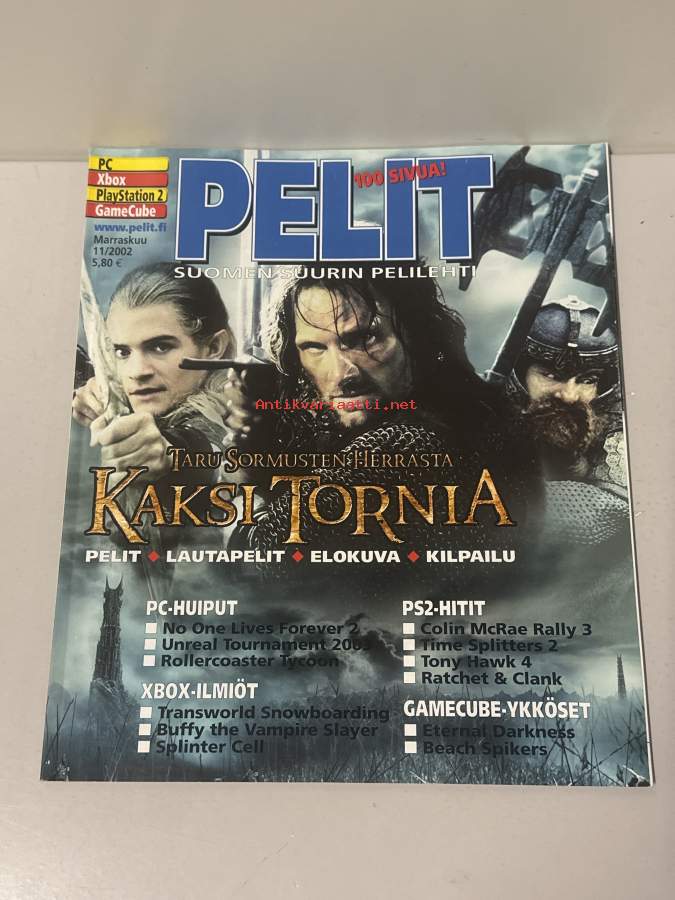 PC
Xbox
PlayStation 2
GameCube
www.pelit.fi
Marraskuu
11/2002
5,80 €
PELIT
100 SIVUA!
SUOMEN SUURIN PELILEHTI
Antikvariaatti.net
TARU SORMUSTEN HERRASTA
KAKSI TORNIA
PELIT ◆ LAUTAPELIT ◆ ELOKUVA ◆ KILPAILU
PC-HUIPUT
No One Lives Forever 2
Unreal Tournament 2003
Rollercoaster Tycoon
XBOX-ILMIÖT
Transworld Snowboarding
Buffy the Vampire Slayer
Splinter Cell
PS2-HITIT
Colin McRae Rally 3
Time Splitters 2
Tony Hawk 4
Ratchet & Clank
GAMECUBE-YKKÖSET
Eternal Darkness
Beach Spikers